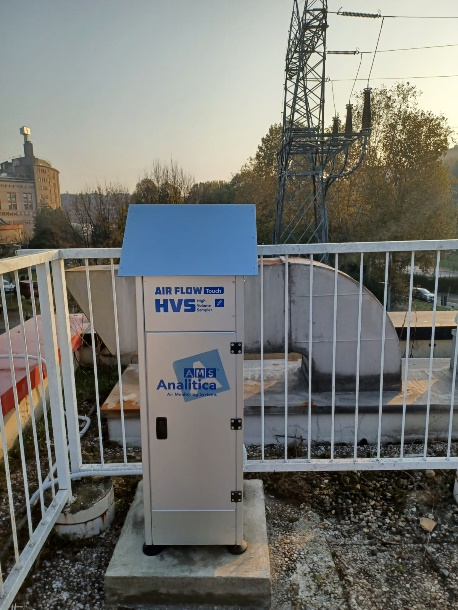 AIR FLOW Touch
HVS High
Volume
Sampler
AMS
Analitica
Air Monitoring Systems